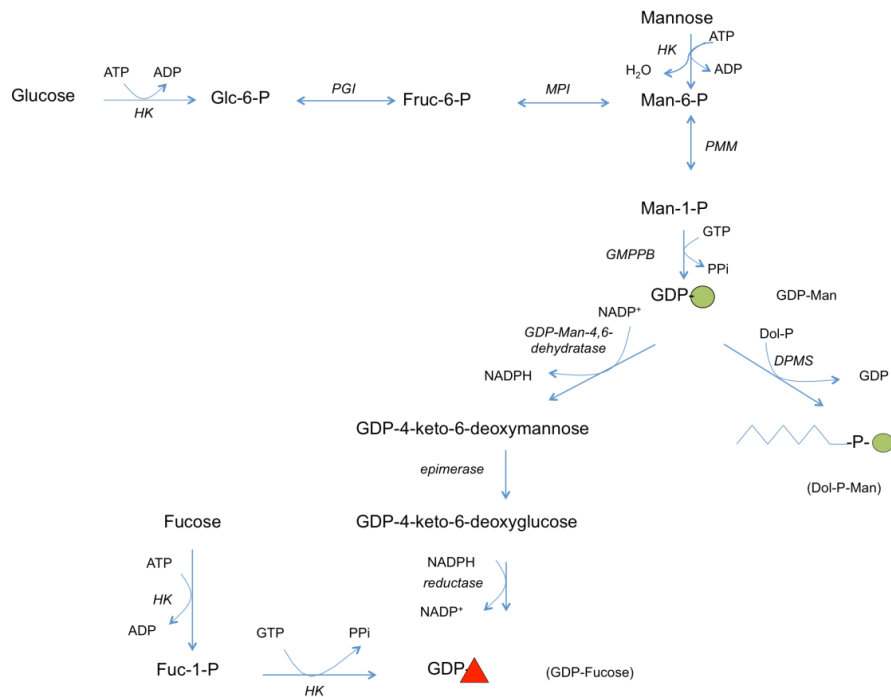 Mannose
ATP
HK
H2O
ADP
ATP ADP
Glucose
HK
Glc-6-P
PGI
Fruc-6-P
MPI
Man-6-P
PMM
Man-1-P
GTP
GMPPB
PPi
GDP-
GDP-Man
NADP+
GDP-Man-4,6-
dehydratase
NADPH
Dol-P
DPMS
GDP
GDP-4-keto-6-deoxymannose
-P-
(Dol-P-Man)
epimerase
Fucose
GDP-4-keto-6-deoxyglucose
ATP
HK
ADP
NADPH
reductase
NADP+
GTP PPi
Fuc-1-P
HK
GDP-
(GDP-Fucose)